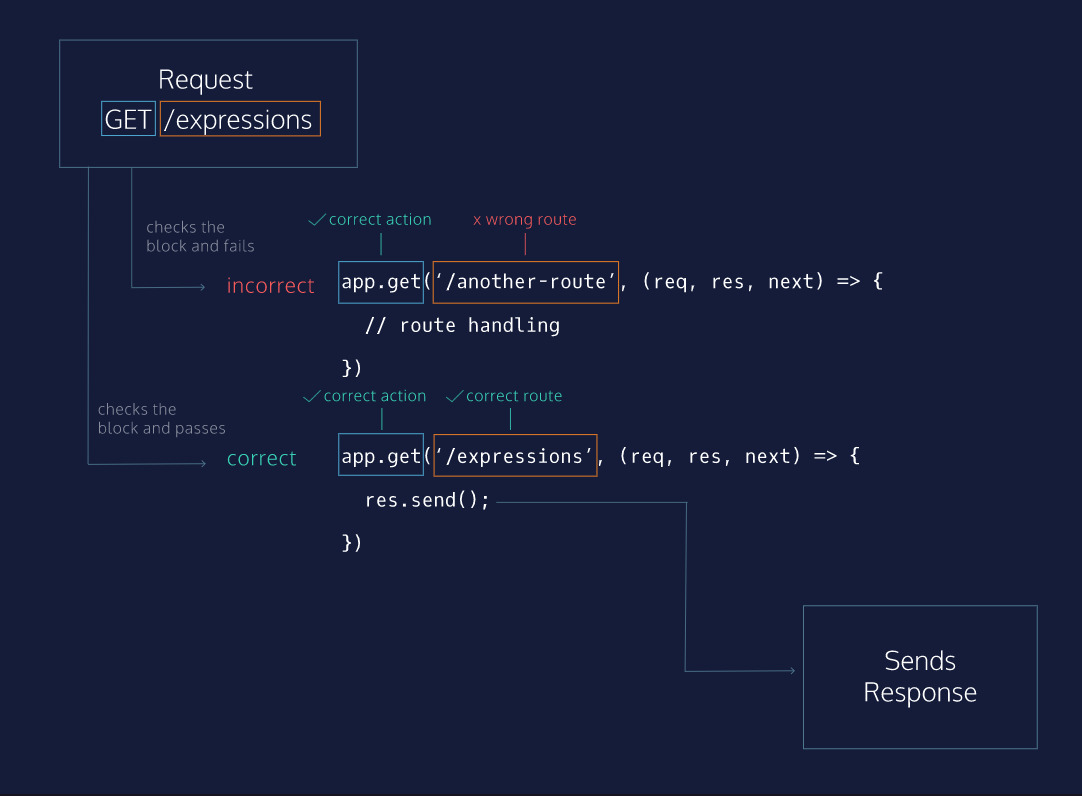 Request
GET /expressions
checks the
block and fails
✓ correct action
x wrong route
incorrect
app.get(‘/another-route’, (req, res, next) => {
// route handling
})
checks the
block and passes
✓ correct action
✓ correct route
correct
app.get(‘/expressions’, (req, res, next) => {
res.send();
})
Sends
Response